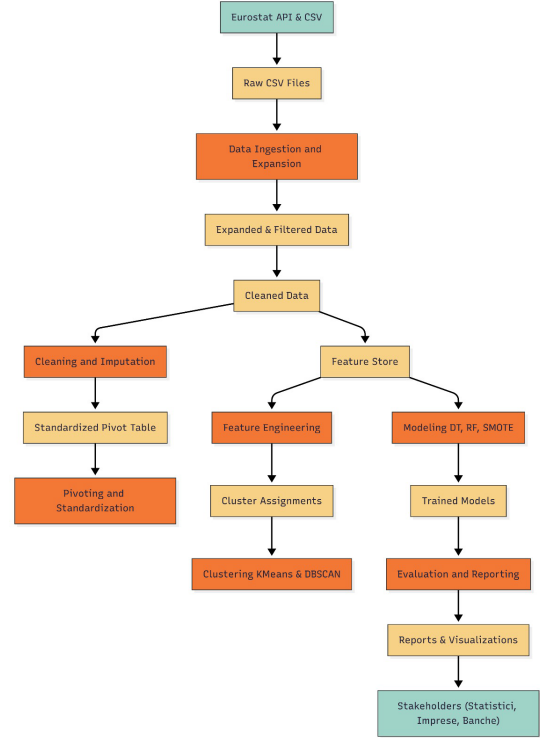 Eurostat API & CSV
Raw CSV Files
Data Ingestion and
Expansion
Expanded & Filtered Data
Cleaned Data
Cleaning and Imputation
Feature Store
Standardized Pivot Table
Feature Engineering
Modeling DT, RF, SMOTE
Pivoting and
Standardization
Cluster Assignments
Trained Models
Clustering KMeans & DBSCAN
Evaluation and Reporting
Reports & Visualizations
Stakeholders (Statistici,
Imprese, Banche)